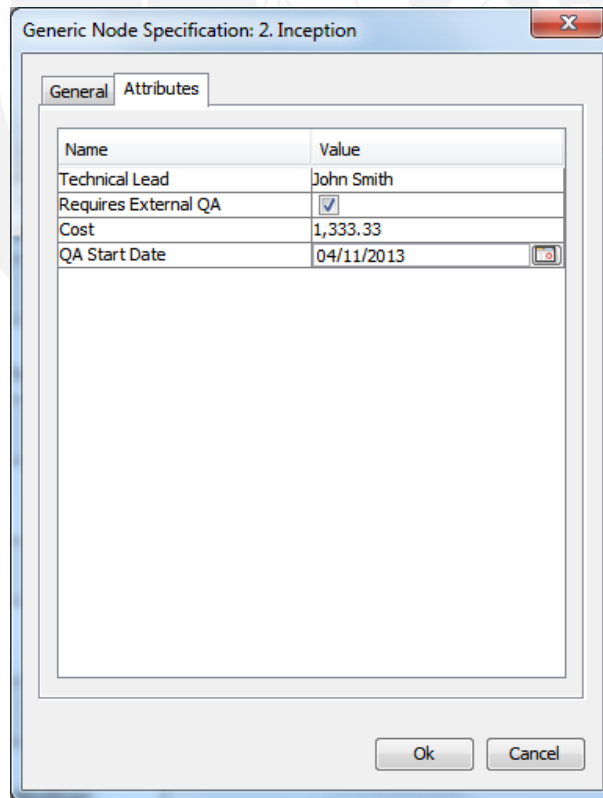 Generic Node Specification: 2. Inception
General Attributes
Name Value
Technical Lead John Smith
Requires External QA
Cost 1,333.33
QA Start Date 04/11/2013
Ok Cancel